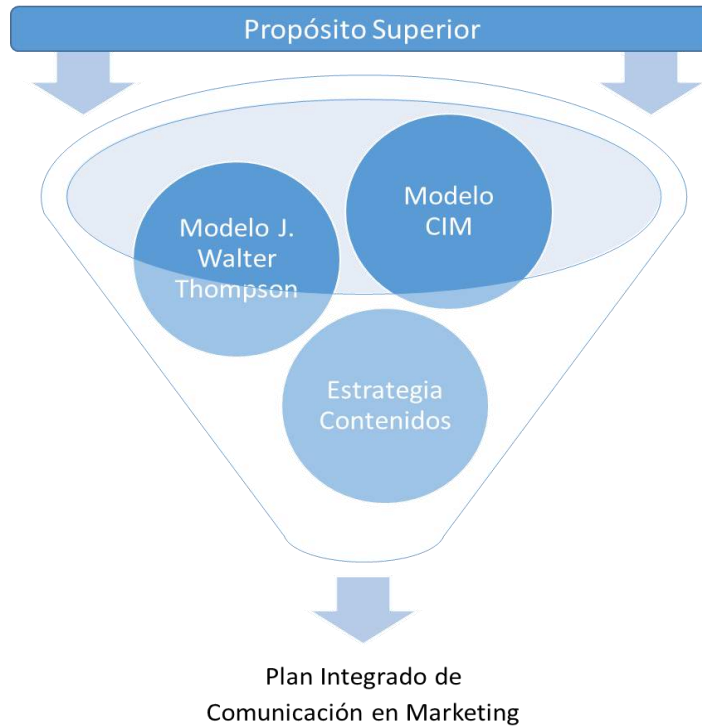 Propósito Superior
Modelo J.
Walter
Thompson
Modelo
CIM
Estrategia
Contenidos
Plan Integrado de
Comunicación en Marketing